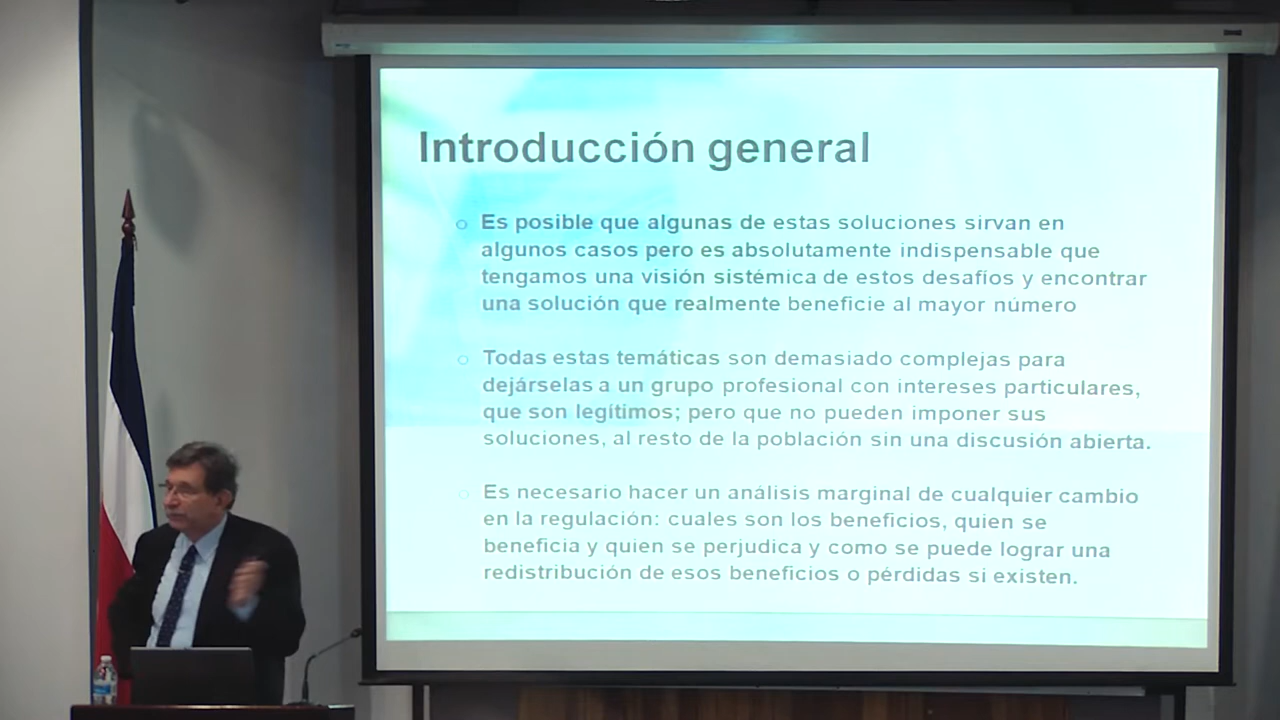 Introducción general
Es posible que algunas de estas soluciones sirvan en
algunos casos pero es absolutamente indispensable que
tengamos una visión sistémica de estos desafíos y encontrar
una solución que realmente beneficie al mayor número
Todas estas temáticas son demasiado complejas para
dejárselas a un grupo profesional con intereses particulares,
que son legítimos; pero que no pueden imponer sus
soluciones, al resto de la población sin una discusión abierta.
Es necesario hacer un análisis marginal de cualquier cambio
en la regulación: cuales son los beneficios, quien se
beneficia y quien se perjudica y como se puede lograr una
redistribución de esos beneficios o pérdidas si existen.